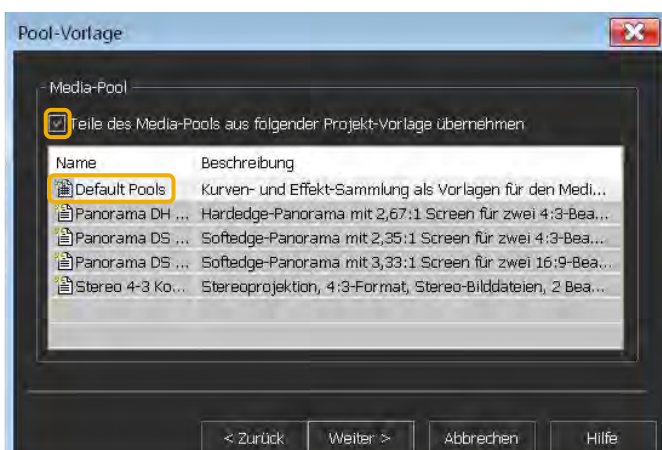 Pool-Vorlage
Media-Pool
Teile des Media-Pools aus folgender Projekt-Vorlage übernehmen
Name Beschreibung
Default Pools Kurven- und Effekt-Sammlung als Vorlagen für den Medi...
Panorama DH ... Hardedge-Panorama mit 2,67:1 Screen für zwei 4:3-Bea...
Panorama DS ... Softedge-Panorama mit 2,35:1 Screen für zwei 4:3-Bea...
Panorama DS ... Softedge-Panorama mit 3,33:1 Screen für zwei 16:9-Bea...
Stereo 4-3 Ko... Stereoprojektion, 4:3-Format, Stereo-Bilddateien, 2 Bea...
< Zurück Weiter > Abbrechen Hilfe